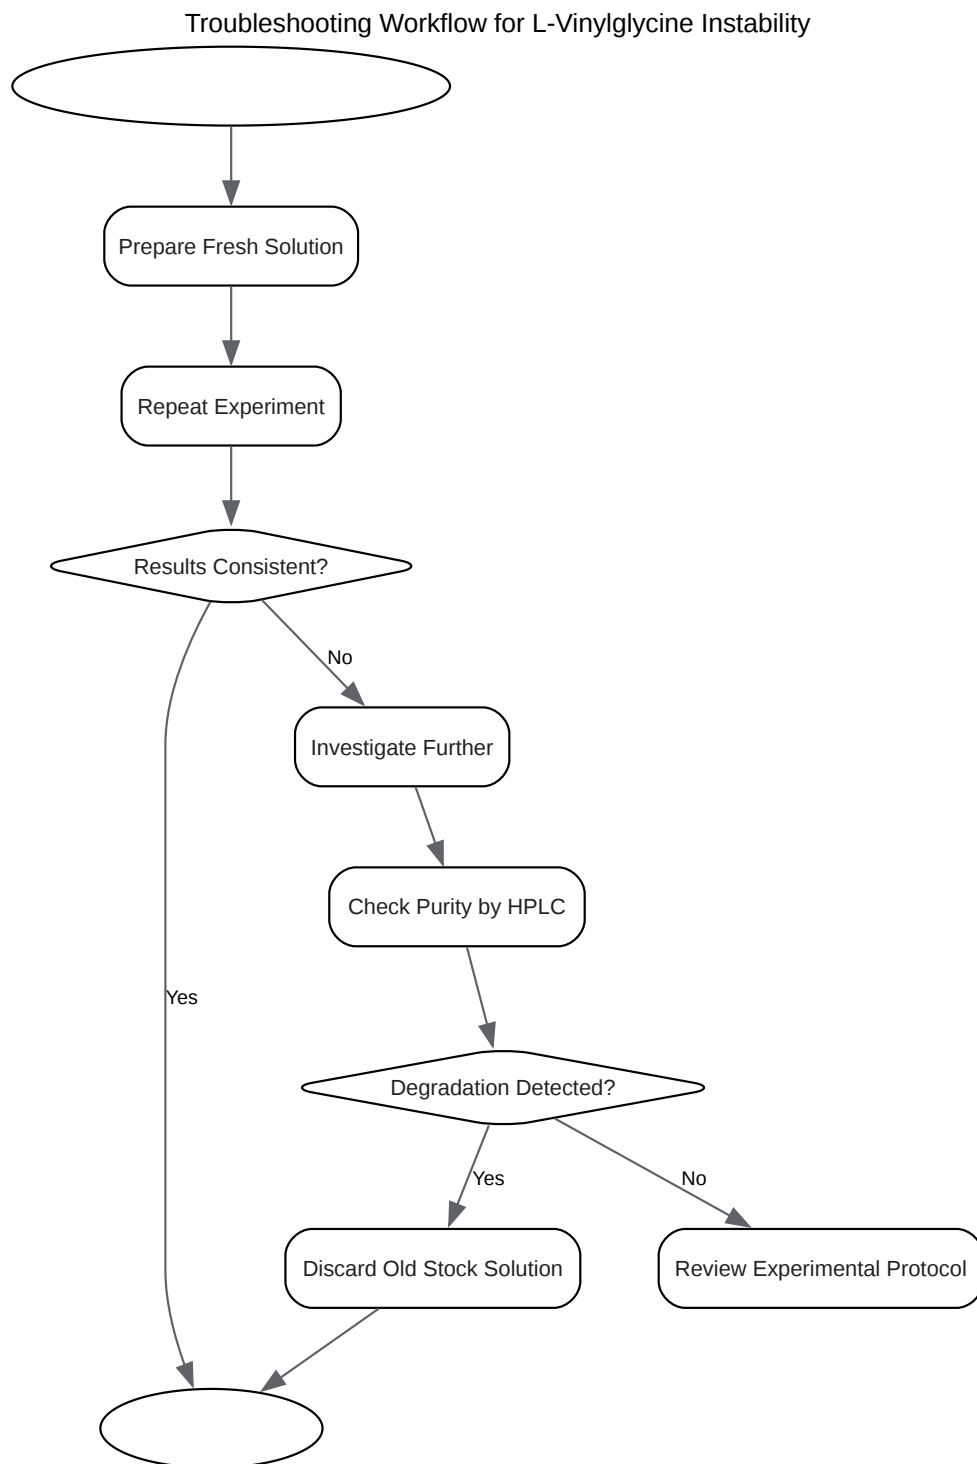 Troubleshooting Workflow for L-Vinylglycine Instability
Prepare Fresh Solution
Repeat Experiment
Results Consistent?
No
Investigate Further
Check Purity by HPLC
Yes
Degradation Detected?
Yes
No
Discard Old Stock Solution
Review Experimental Protocol